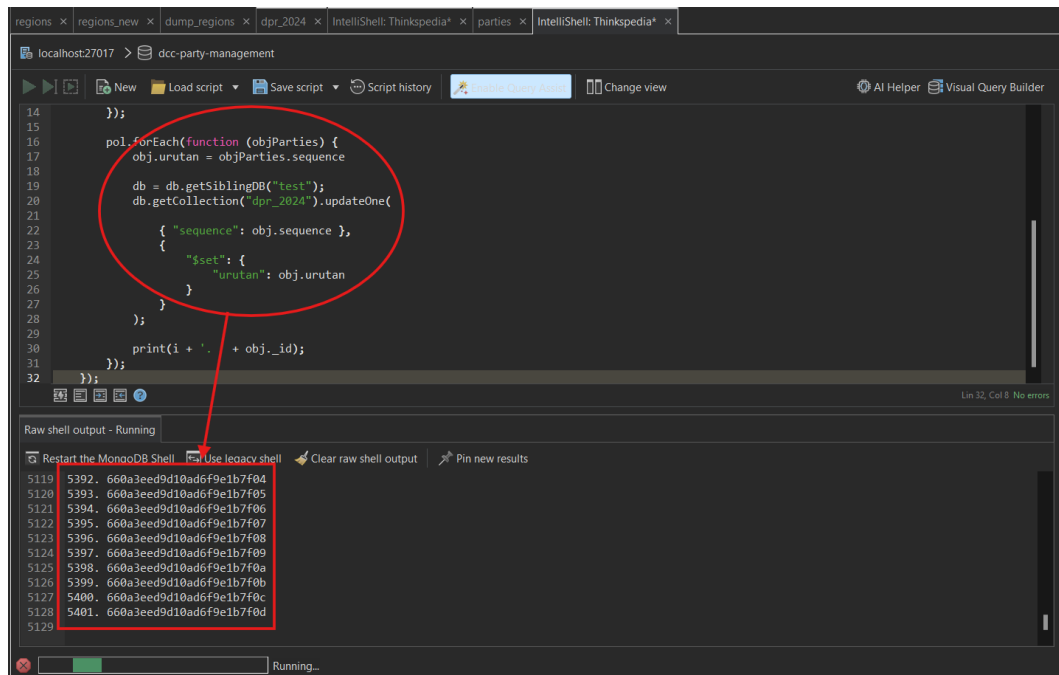 regions × regions_new × dump_regions × dpr_2024 × IntelliShell: Thinkspedia* × parties × IntelliShell: Thinkspedia* ×
localhost:27017 > dcc-party-management
New Load script Save script Script history Enable Query Assist Change view AI Helper Visual Query Builder
14 });
15
16 pol.forEach(function (objParties) {
17 obj.urutan = objParties.sequence
18
19 db = db.getSiblingDB("test");
20 db.getCollection("dpr_2024").updateOne(
21
22 { "sequence": obj.sequence },
23 {
24 "$set": {
25 "urutan": obj.urutan
26 }
27 }
28 );
29
30 print(i + '. ' + obj._id);
31 });
32 });
Lin 32, Col 8 No errors
Raw shell output - Running
Restart the MongoDB Shell Use legacy shell Clear raw shell output Pin new results
5119 5392. 660a3eed9d10ad6f9e1b7f04
5120 5393. 660a3eed9d10ad6f9e1b7f05
5121 5394. 660a3eed9d10ad6f9e1b7f06
5122 5395. 660a3eed9d10ad6f9e1b7f07
5123 5396. 660a3eed9d10ad6f9e1b7f08
5124 5397. 660a3eed9d10ad6f9e1b7f09
5125 5398. 660a3eed9d10ad6f9e1b7f0a
5126 5399. 660a3eed9d10ad6f9e1b7f0b
5127 5400. 660a3eed9d10ad6f9e1b7f0c
5128 5401. 660a3eed9d10ad6f9e1b7f0d
5129
Running...